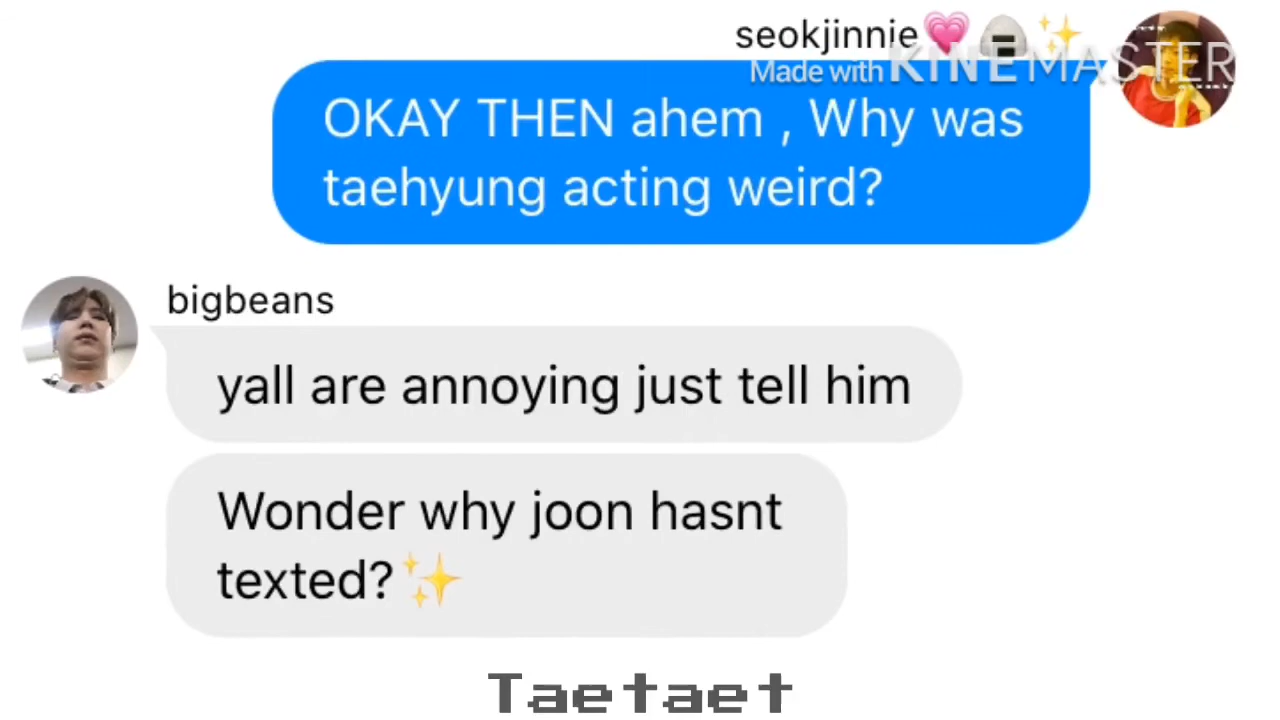 seokjinnie💗🍙✨
Made with KINEMASTER
OKAY THEN ahem , Why was
taehyung acting weird?
bigbeans
yall are annoying just tell him
Wonder why joon hasnt
texted?✨
Taetaet